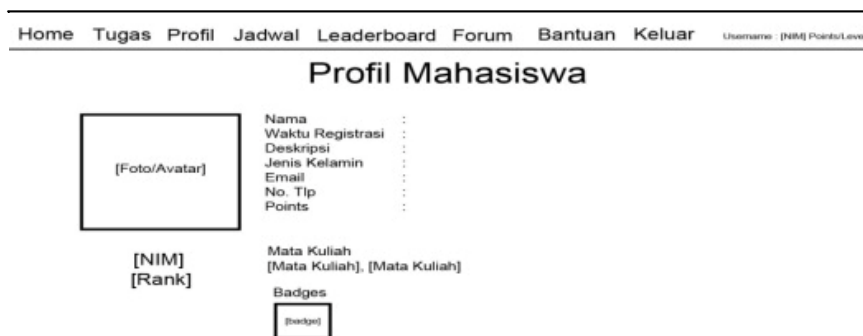 Home Tugas Profil Jadwal Leaderboard Forum Bantuan Keluar Username : [NIM] Points/Leve
Profil Mahasiswa
[Foto/Avatar]
Nama :
Waktu Registrasi :
Deskripsi :
Jenis Kelamin :
Email :
No. Tlp :
Points :
[NIM]
[Rank]
Mata Kuliah
[Mata Kuliah], [Mata Kuliah]
Badges
[badge]